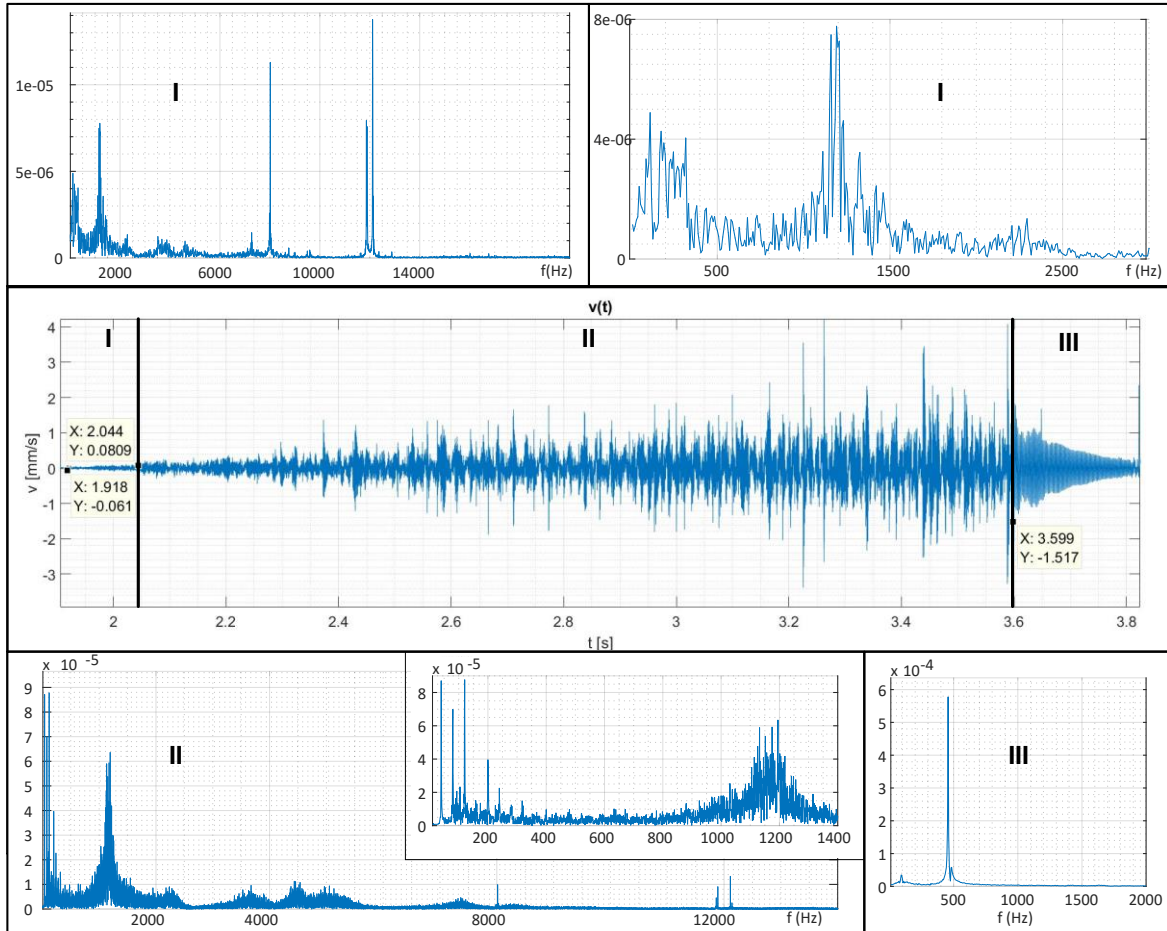 1e-05
5e-06
0
I
2000
6000
10000
14000
f(Hz)
8e-06
4e-06
0
I
500
1500
2500
f (Hz)
v(t)
I
II
III
4
3
2
1
0
-1
-2
-3
v [mm/s]
X: 2.044
Y: 0.0809
X: 1.918
Y: -0.061
X: 3.599
Y: -1.517
2
2.2
2.4
2.6
2.8
3
3.2
3.4
3.6
3.8
t [s]
x 10 -5
9
8
7
6
5
4
3
2
1
0
II
2000
4000
8000
12000
f (Hz)
x 10 -5
8
6
4
2
0
200
400
600
800
1000
1200
1400
x 10 -4
6
5
4
3
2
1
0
III
500
1000
1500
2000
f (Hz)